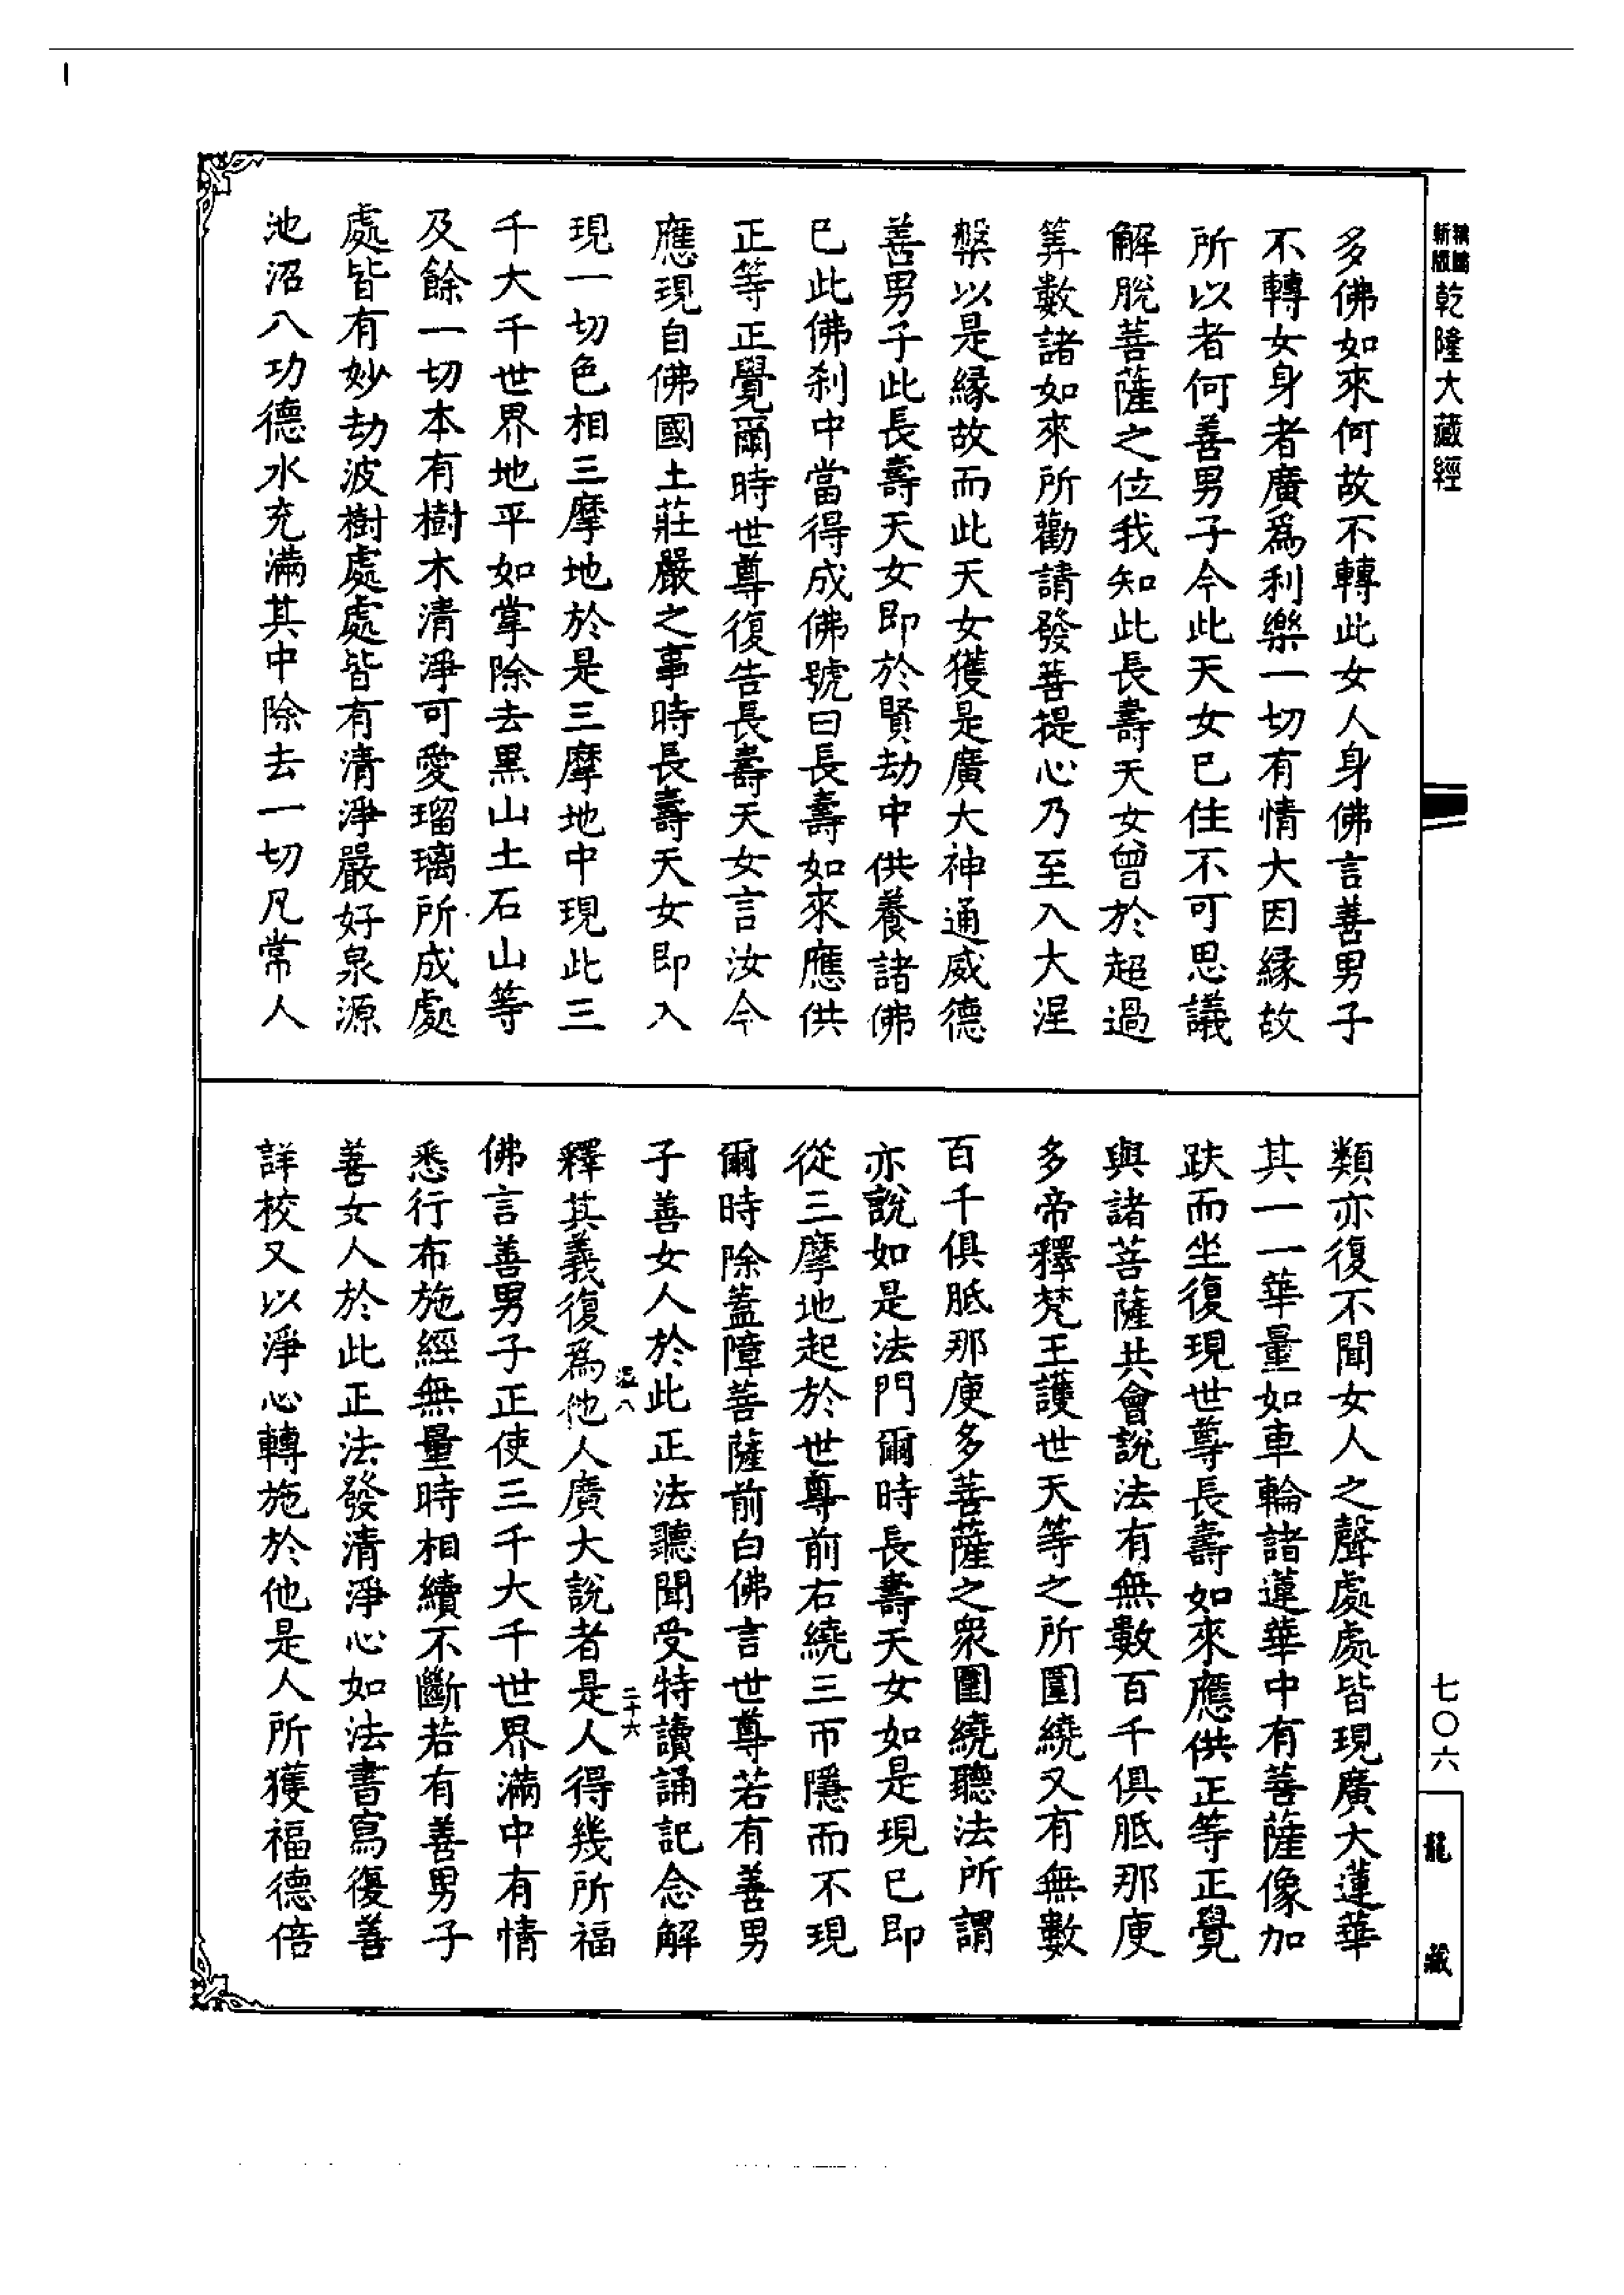 新版
乾隆大藏經
多佛如來何故不轉此女人身佛言善男子
不轉女身者廣爲利樂一切有情大因緣故
所以者何善男子今此天女已住不可思議
解脫菩薩之位我知此長壽天女曾於超過
筭數諸如來所勸請發菩提心乃至入大涅
槃以是緣故而此天女獲是廣大神通威德
善男子此長壽天女即於賢劫中供養諸佛
已此佛剎中當得成佛號曰長壽如來應供
正等正覺爾時世尊復告長壽天女言汝今
應現自佛國土莊嚴之事時長壽天女即入
現一切色相三摩地於是三摩地中現此三
千大千世界地平如掌除去黑山土石山等
及餘一切本有樹木清淨可愛瑠璃所成處
處皆有妙劫波樹處處皆有清淨嚴好泉源
池沼八功德水充滿其中除去一切凡常人
類亦復不聞女人之聲處處皆現廣大蓮華
其一一華量如車輪諸蓮華中有菩薩像加
趺而坐復現世尊長壽如來應供正等正覺
與諸菩薩共會說法有無數百千俱胝那庾
多帝釋梵王護世天等之所圍繞又有無數
百千俱胝那庾多菩薩之衆圍繞聽法所謂
亦說如是法門爾時長壽天女如是現已即
從三摩地起於世尊前右繞三帀隱而不現
爾時除蓋障菩薩前白佛言世尊若有善男
子善女人於此正法聽聞受持讀誦記念解
二十六
釋其義復爲他人廣大說者是人得幾所福
佛言善男子正使三千大千世界滿中有情
悉行布施經無量時相續不斷若有善男子
善女人於此正法發清淨心如法書寫復善
詳校又以淨心轉施於他是人所獲福德倍
七〇六
龍藏